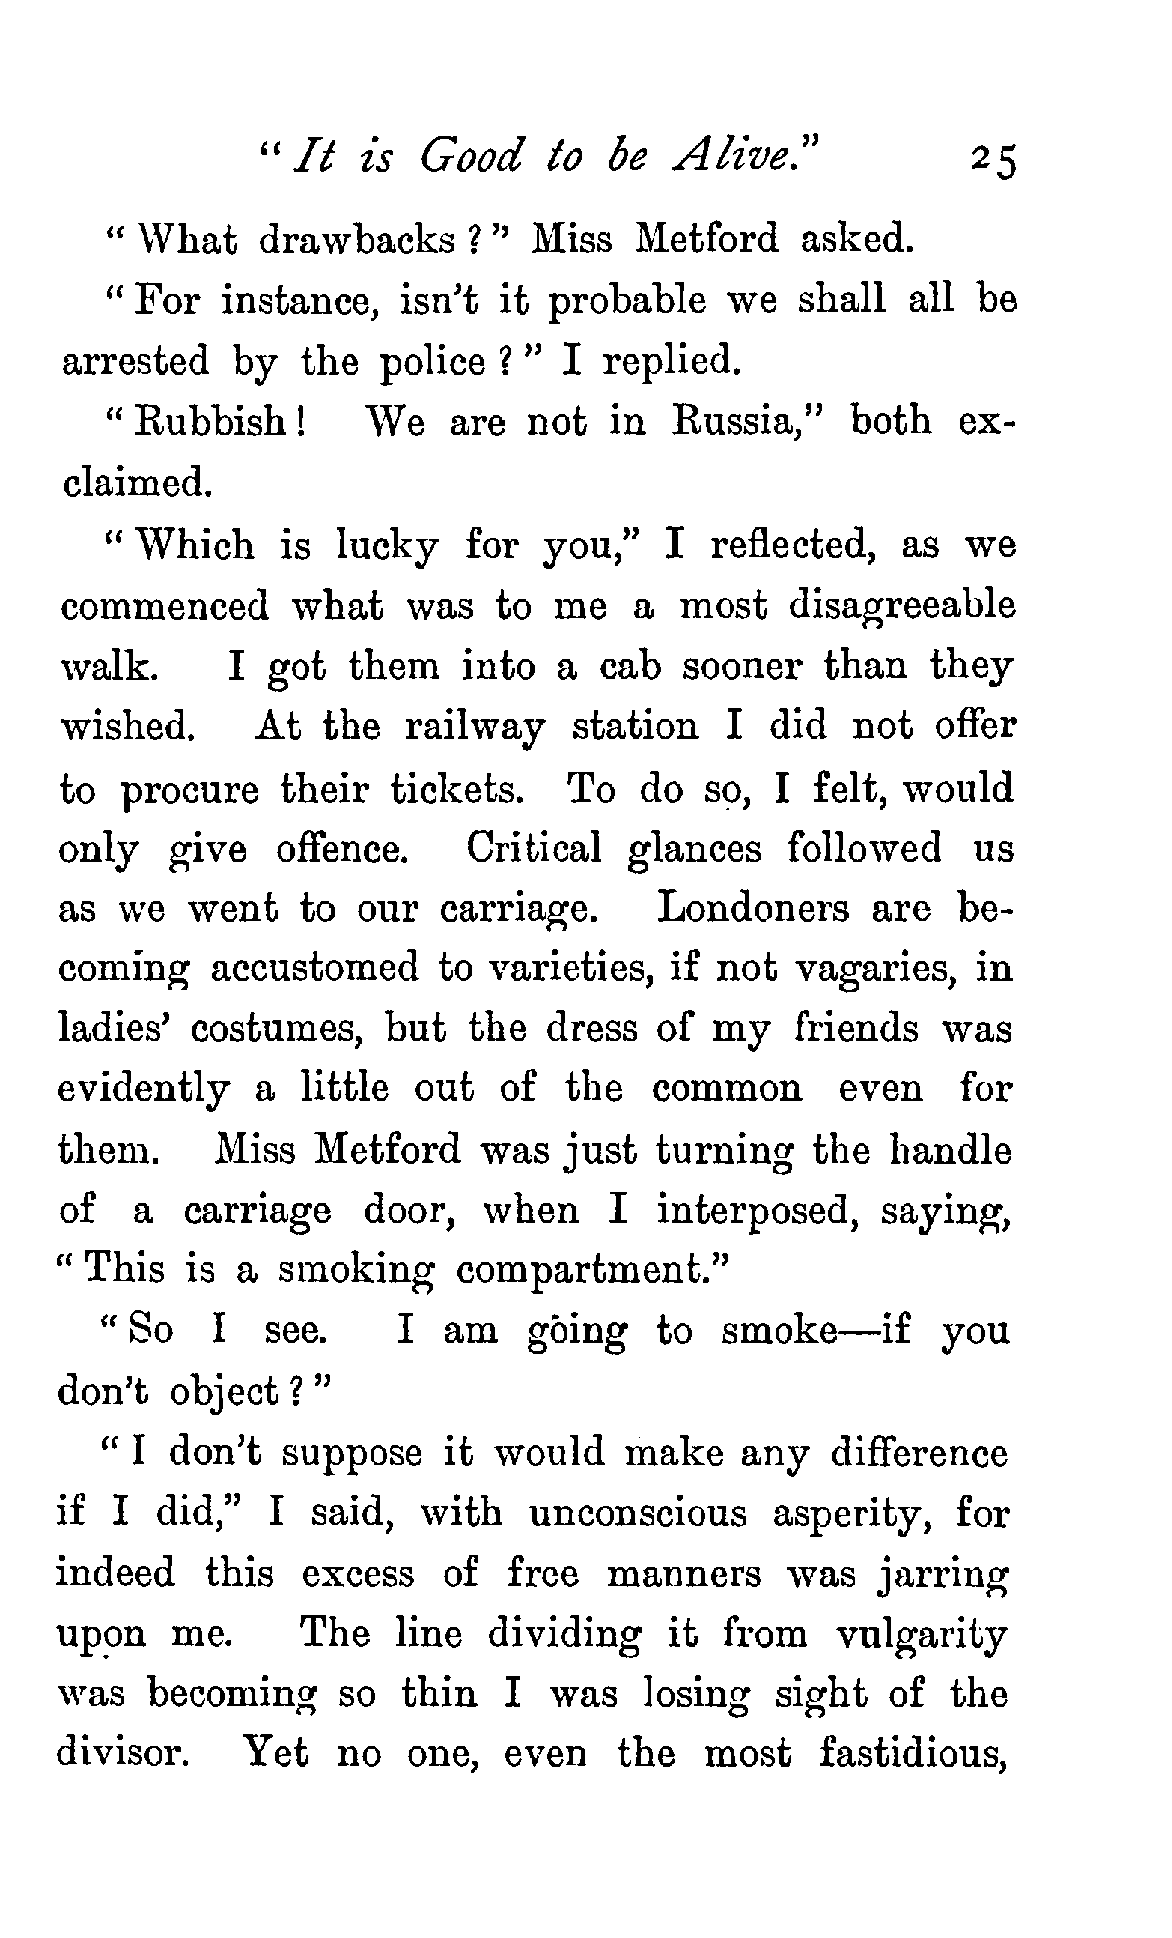 "It is Good to be Alive." 25
"What drawbacks?" Miss Metford asked.
"For instance, isn't it probable we shall all be
arrested by the police?" I replied.
"Rubbish! We are not in Russia," both ex-
claimed.
"Which is lucky for you," I reflected, as we
commenced what was to me a most disagreeable
walk. I got them into a cab sooner than they
wished. At the railway station I did not offer
to procure their tickets. To do so, I felt, would
only give offence. Critical glances followed us
as we went to our carriage. Londoners are be-
coming accustomed to varieties, if not vagaries, in
ladies' costumes, but the dress of my friends was
evidently a little out of the common even for
them. Miss Metford was just turning the handle
of a carriage door, when I interposed, saying,
"This is a smoking compartment."
"So I see. I am going to smoke—if you
don't object?"
"I don't suppose it would make any difference
if I did," I said, with unconscious asperity, for
indeed this excess of free manners was jarring
upon me. The line dividing it from vulgarity
was becoming so thin I was losing sight of the
divisor. Yet no one, even the most fastidious,